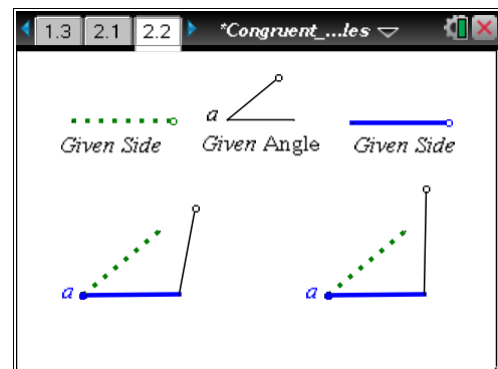 1.3 2.1 2.2 *Congruent_...les
a
Given Side Given Angle Given Side
a a